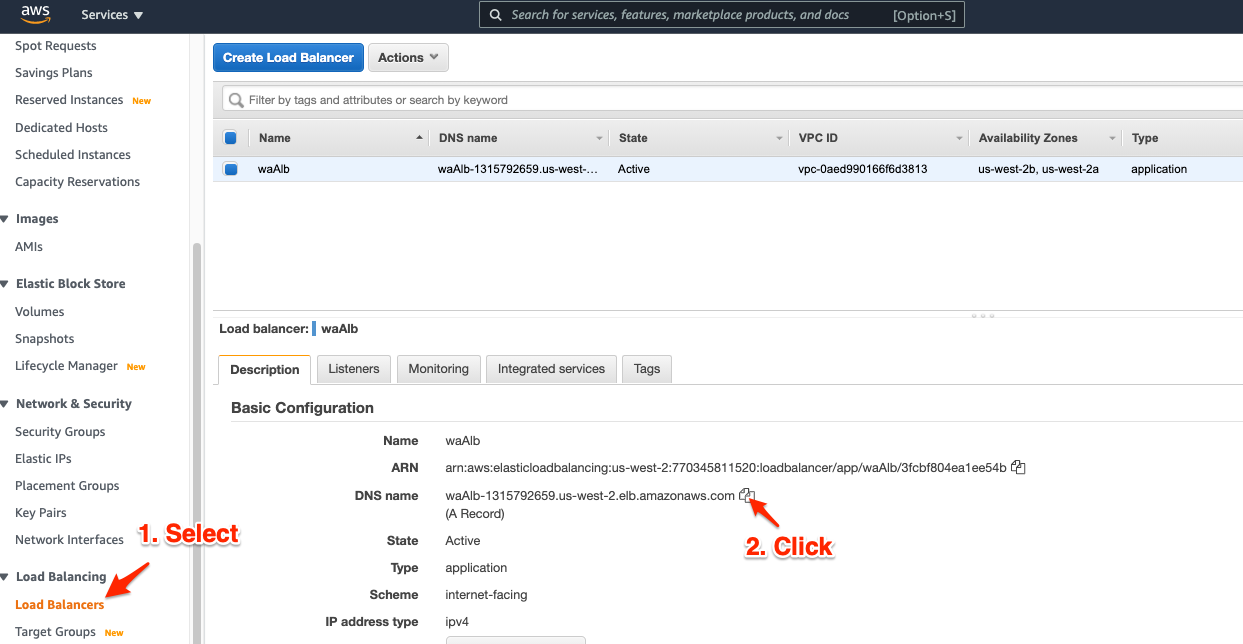 aws
Services
Search for services, features, marketplace products, and docs [Option+S]
Spot Requests
Savings Plans
Reserved Instances New
Dedicated Hosts
Scheduled Instances
Capacity Reservations
Images
AMIs
Elastic Block Store
Volumes
Snapshots
Lifecycle Manager New
Network & Security
Security Groups
Elastic IPs
Placement Groups
Key Pairs
Network Interfaces
1. Select
Load Balancing
Load Balancers
Target Groups New
Create Load Balancer Actions
Filter by tags and attributes or search by keyword
Name DNS name State VPC ID Availability Zones Type
waAlb waAlb-1315792659.us-west-... Active vpc-0aed990166f6d3813 us-west-2b, us-west-2a application
Load balancer: waAlb
Description Listeners Monitoring Integrated services Tags
Basic Configuration
Name waAlb
ARN arn:aws:elasticloadbalancing:us-west-2:770345811520:loadbalancer/app/waAlb/3fcbf804ea1ee54b
DNS name waAlb-1315792659.us-west-2.elb.amazonaws.com
(A Record)
2. Click
State Active
Type application
Scheme internet-facing
IP address type ipv4